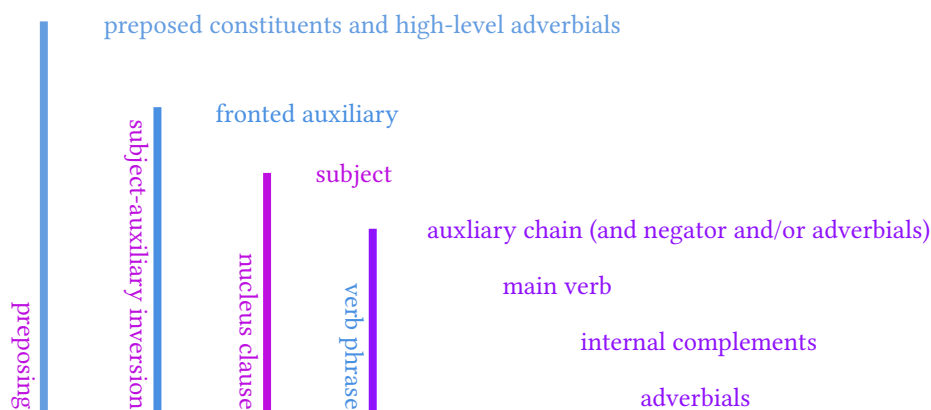 preposed constituents and high-level adverbials
fronted auxiliary
subject
auxliary chain (and negator and/or adverbials)
main verb
internal complements
adverbials
preposing
subject-auxiliary inversion
nucleus clause
verb phrase